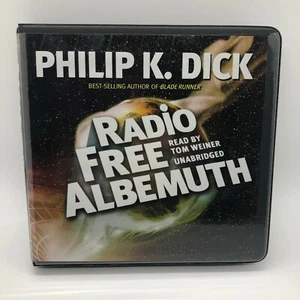 PHILIP K. DICK
BEST-SELLING AUTHOR OF BLADE RUNNER
RADIO
FREE
ALBEMUTH
READ BY
TOM WEINER
UNABRIDGED